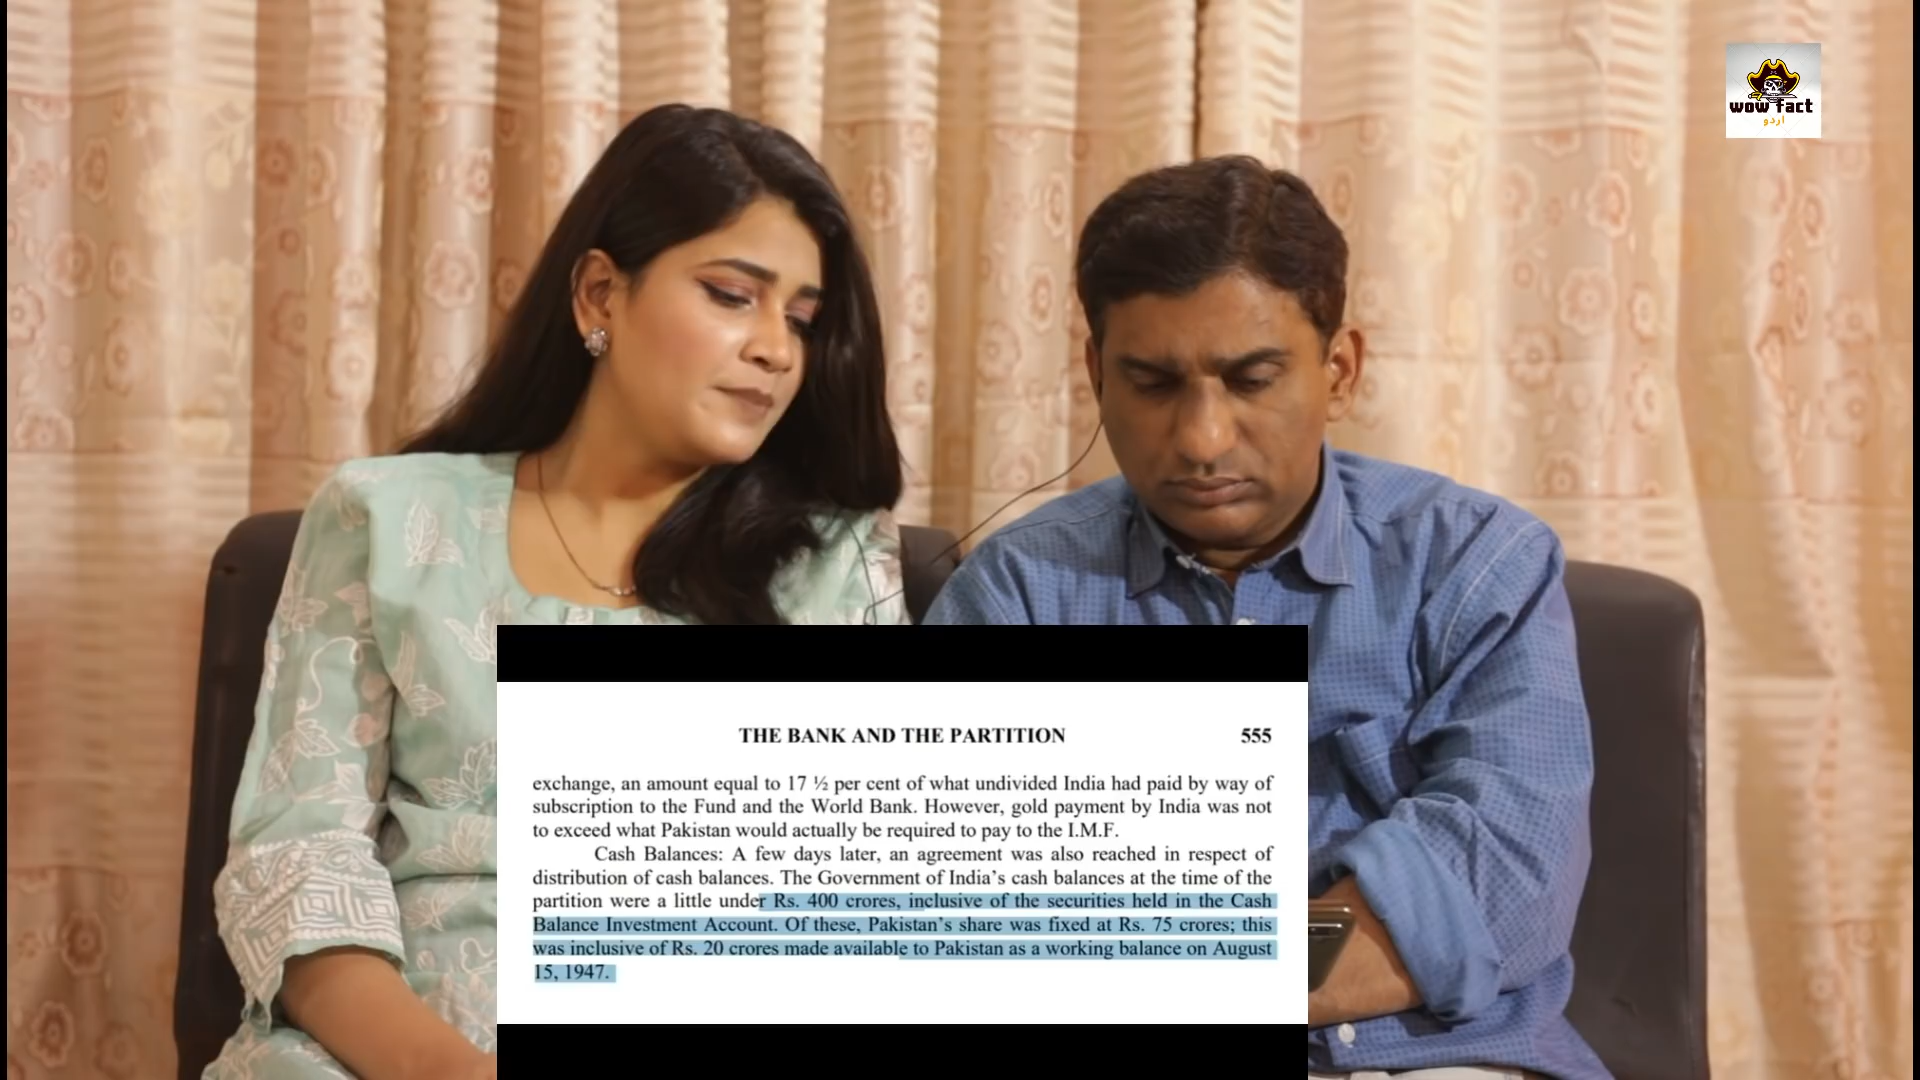 wow fact
اردو
THE BANK AND THE PARTITION 555
exchange, an amount equal to 17 ½ per cent of what undivided India had paid by way of
subscription to the Fund and the World Bank. However, gold payment by India was not
to exceed what Pakistan would actually be required to pay to the I.M.F.
Cash Balances: A few days later, an agreement was also reached in respect of
distribution of cash balances. The Government of India’s cash balances at the time of the
partition were a little under Rs. 400 crores, inclusive of the securities held in the Cash
Balance Investment Account. Of these, Pakistan’s share was fixed at Rs. 75 crores; this
was inclusive of Rs. 20 crores made available to Pakistan as a working balance on August
15, 1947.